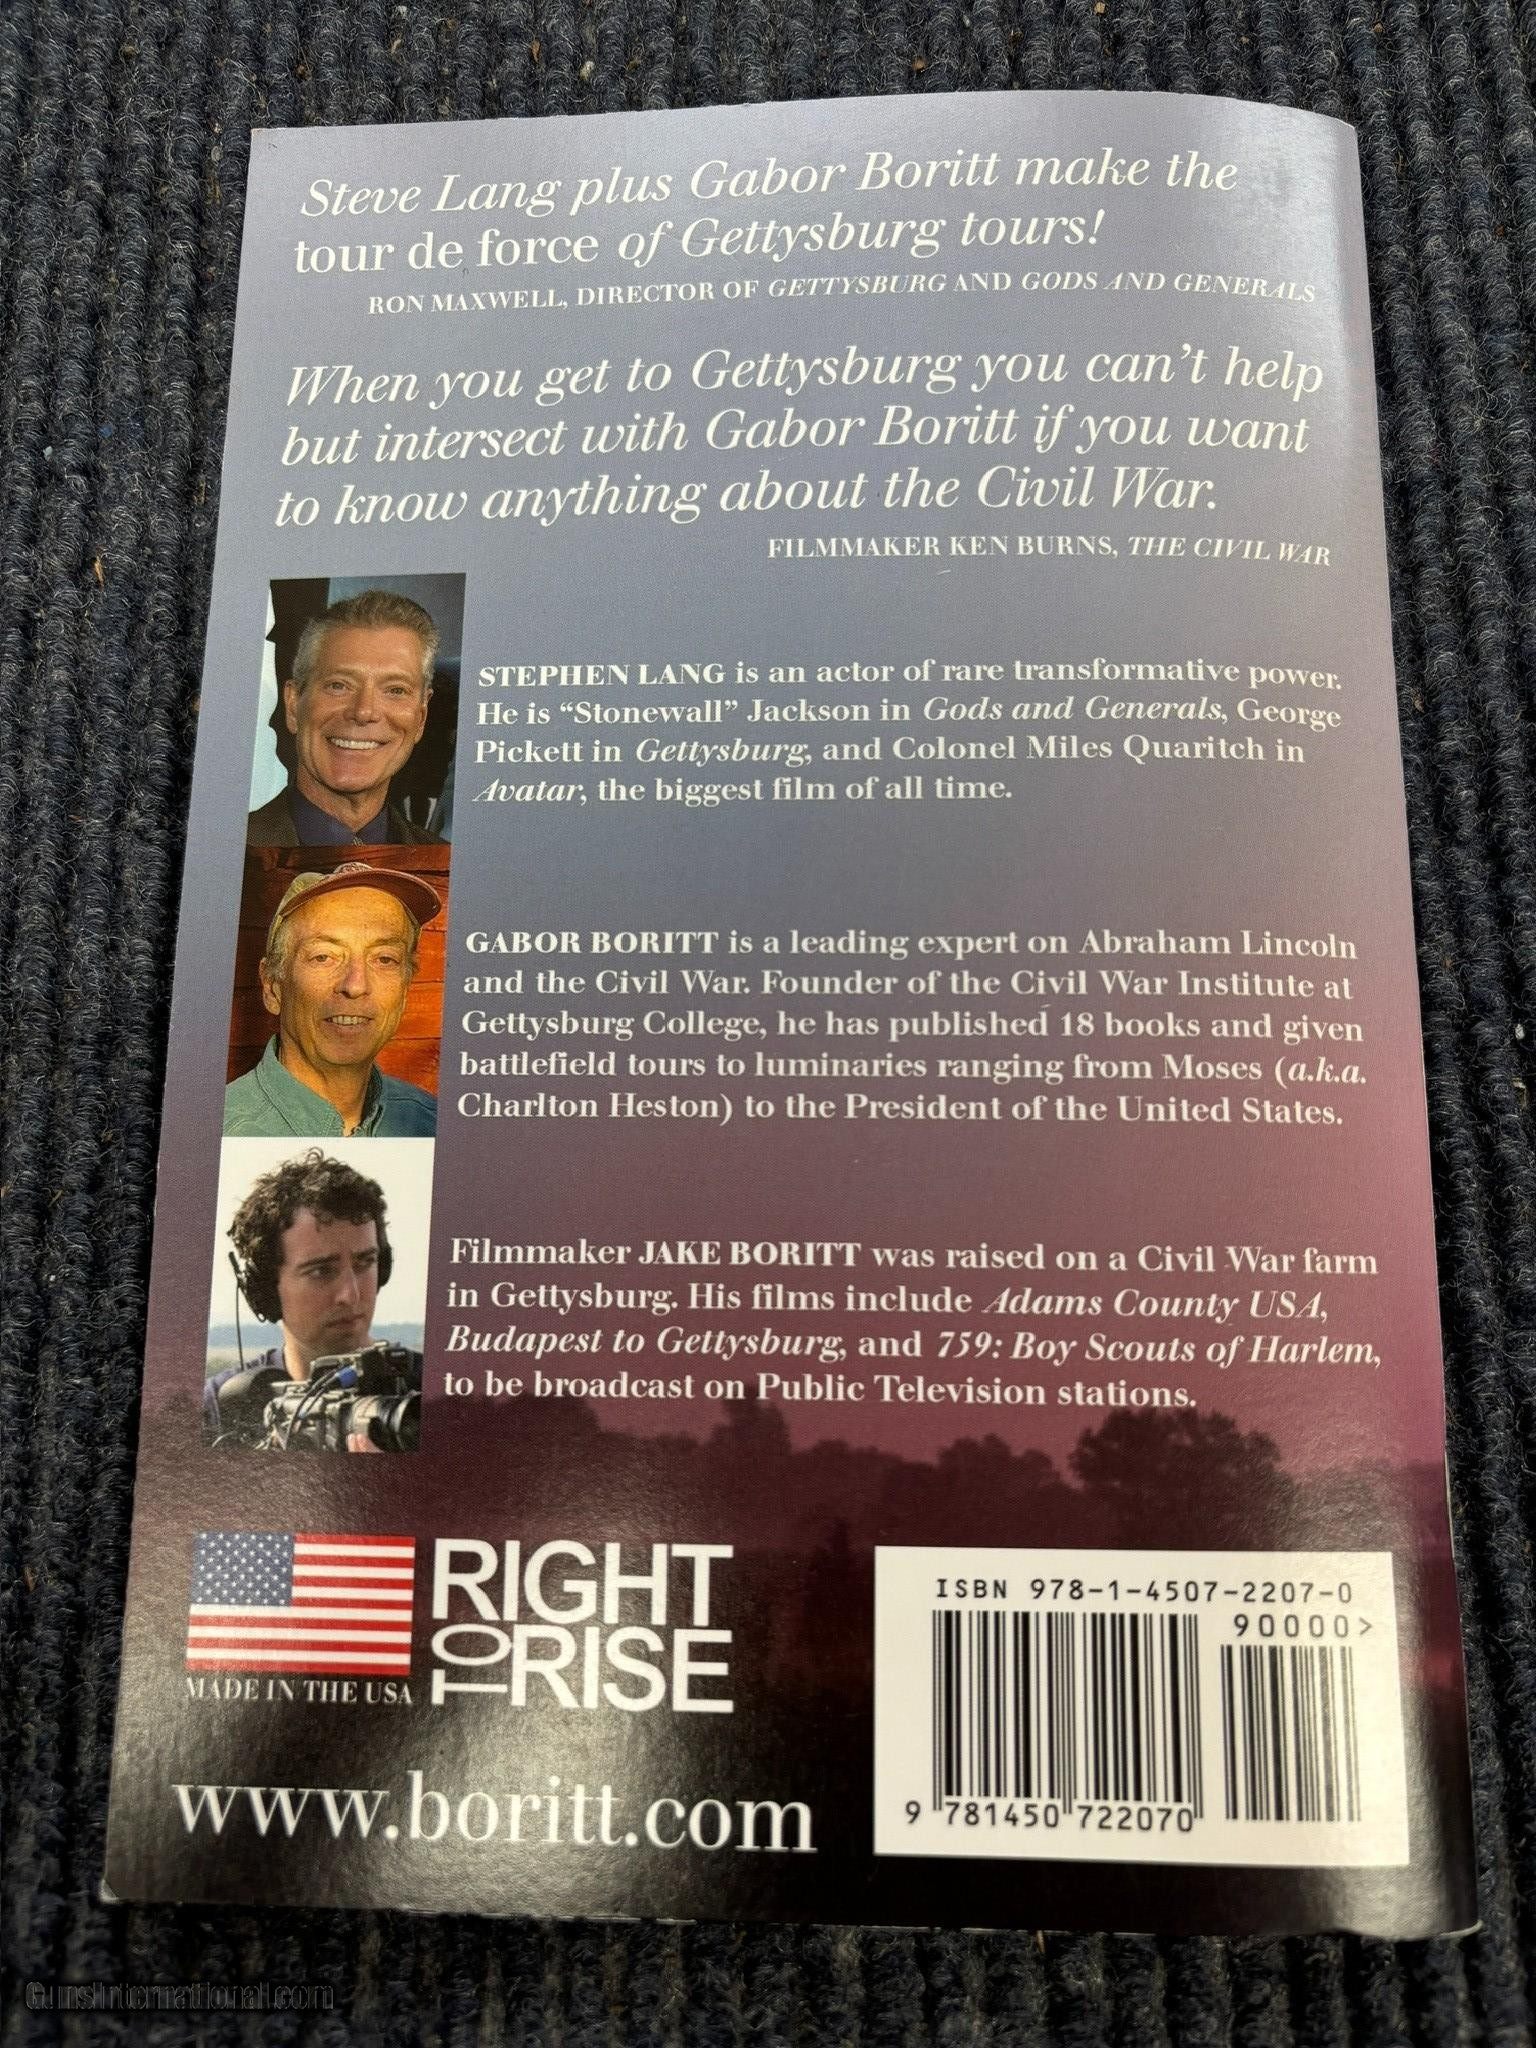 Steve Lang plus Gabor Boritt make the
tour de force of Gettysburg tours!
RON MAXWELL, DIRECTOR OF GETTYSBURG AND GODS AND GENERALS
When you get to Gettysburg you can't help
but intersect with Gabor Boritt if you want
to know anything about the Civil War.
FILMMAKER KEN BURNS, THE CIVIL WAR
STEPHEN LANG is an actor of rare transformative power.
He is “Stonewall” Jackson in Gods and Generals, George
Pickett in Gettysburg, and Colonel Miles Quaritch in
Avatar, the biggest film of all time.
GABOR BORITT is a leading expert on Abraham Lincoln
and the Civil War. Founder of the Civil War Institute at
Gettysburg College, he has published 18 books and given
battlefield tours to luminaries ranging from Moses (a.k.a.
Charlton Heston) to the President of the United States.
Filmmaker JAKE BORITT was raised on a Civil War farm
in Gettysburg. His films include Adams County USA,
Budapest to Gettysburg, and 759: Boy Scouts of Harlem,
to be broadcast on Public Television stations.
MADE IN THE USA
RIGHT
TO RISE
www.boritt.com
ISBN 978-1-4507-2207-0
90000>
9 781450 722070
GunsInternational.com